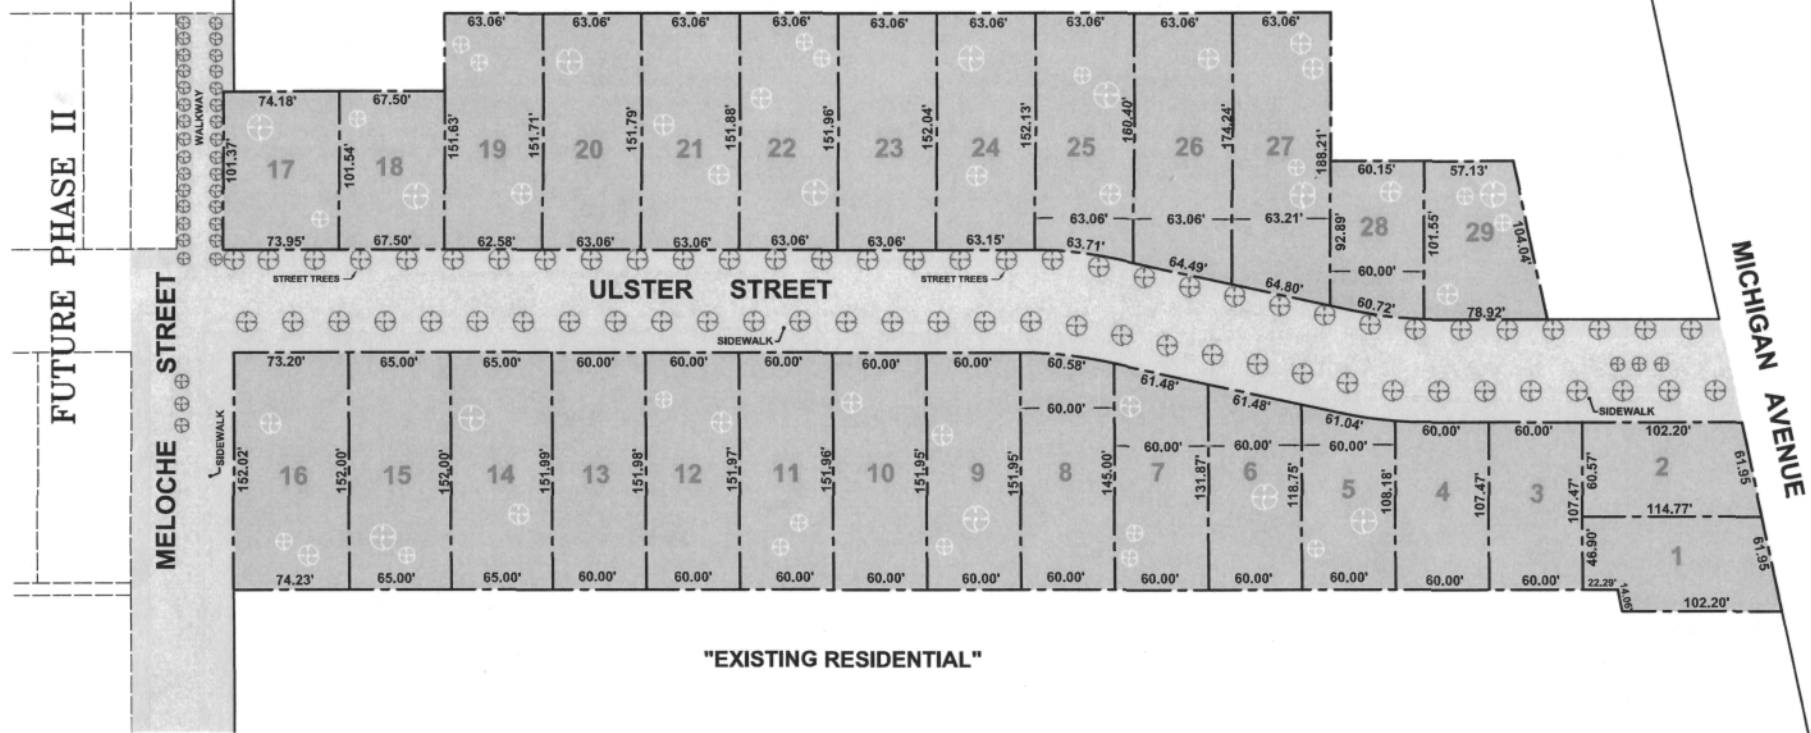 63.06' 63.06' 63.06' 63.06' 63.06' 63.06' 63.06' 63.06' 63.06'
FUTURE PHASE II
WALKWAY
74.18' 67.50'
101.37' 101.54' 151.63' 151.71' 151.79' 151.88' 151.96' 152.04' 152.13' 160.40' 174.24' 188.21'
17 18 19 20 21 22 23 24 25 26 27
60.15' 57.13'
28 29
92.89' 101.55' 104.04'
63.06' 63.06' 63.21'
60.00'
73.95' 67.50' 62.58' 63.06' 63.06' 63.06' 63.06' 63.15' 63.71' 64.49' 64.80' 60.72' 78.92'
STREET TREES
STREET TREES
ULSTER STREET
SIDEWALK
MELOCHE STREET
MICHIGAN AVENUE
SIDEWALK
SIDEWALK
73.20' 65.00' 65.00' 60.00' 60.00' 60.00' 60.00' 60.00' 60.58' 61.48' 61.48' 61.04' 60.00' 60.00' 102.20'
60.00'
60.00' 60.00' 60.00'
152.02' 152.00' 152.00' 151.99' 151.98' 151.97' 151.96' 151.95' 151.95' 145.00' 131.87' 118.75' 108.18' 107.47' 107.47' 60.57' 61.95
16 15 14 13 12 11 10 9 8 7 6 5 4 3 2
114.77'
46.90' 1 61.95
22.29' 14.06'
102.20'
74.23' 65.00' 65.00' 60.00' 60.00' 60.00' 60.00' 60.00' 60.00' 60.00' 60.00' 60.00' 60.00' 60.00'
"EXISTING RESIDENTIAL"